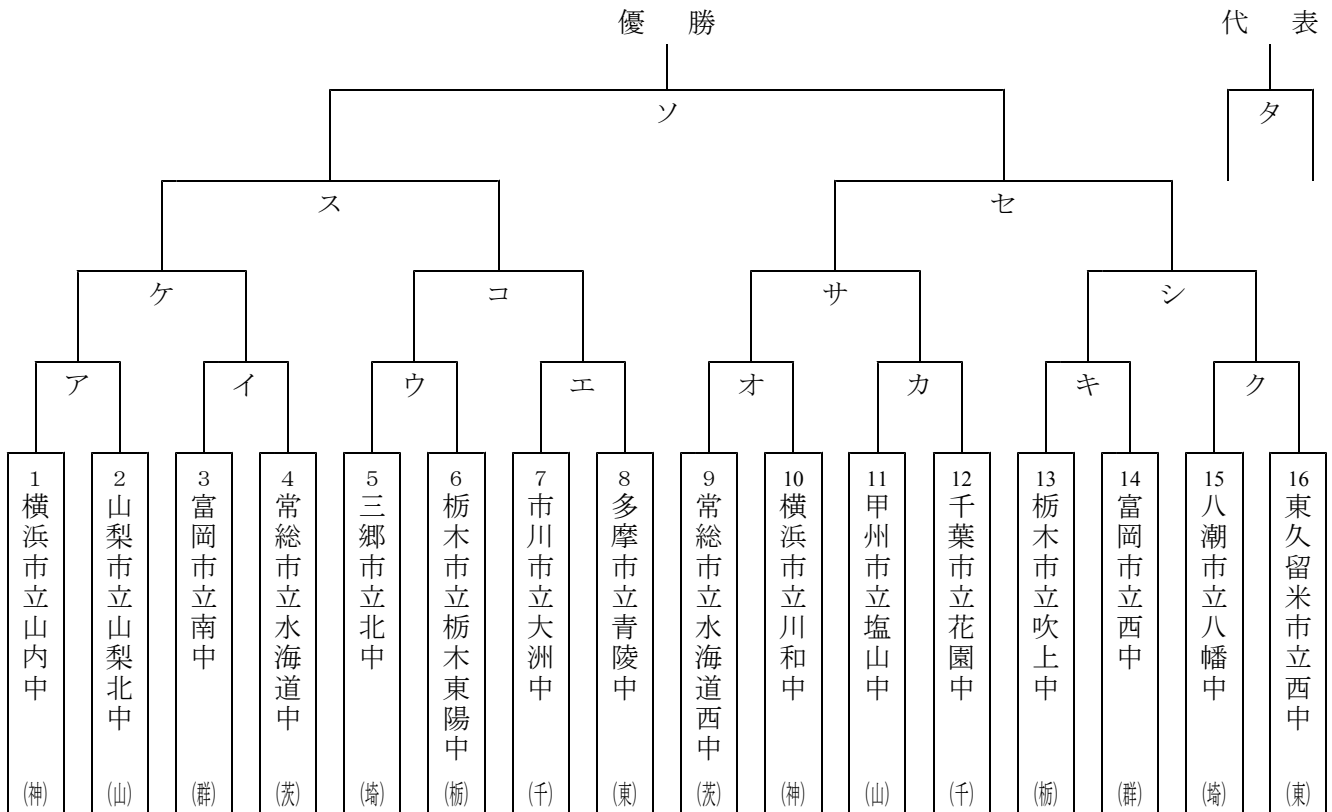 優　勝
代　表
ソ
タ
ス
セ
ケ
コ
サ
シ
ア
イ
ウ
エ
オ
カ
キ
ク
1 横浜市立山内中 (神)
2 山梨市立山梨北中 (山)
3 富岡市立南中 (群)
4 常総市立水海道中 (茨)
5 三郷市立北中 (埼)
6 栃木市立栃木東陽中 (栃)
7 市川市立大洲中 (千)
8 多摩市立青陵中 (東)
9 常総市立水海道西中 (茨)
10 横浜市立川和中 (神)
11 甲州市立塩山中 (山)
12 千葉市立花園中 (千)
13 栃木市立吹上中 (栃)
14 富岡市立西中 (群)
15 八潮市立八幡中 (埼)
16 東久留米市立西中 (東)